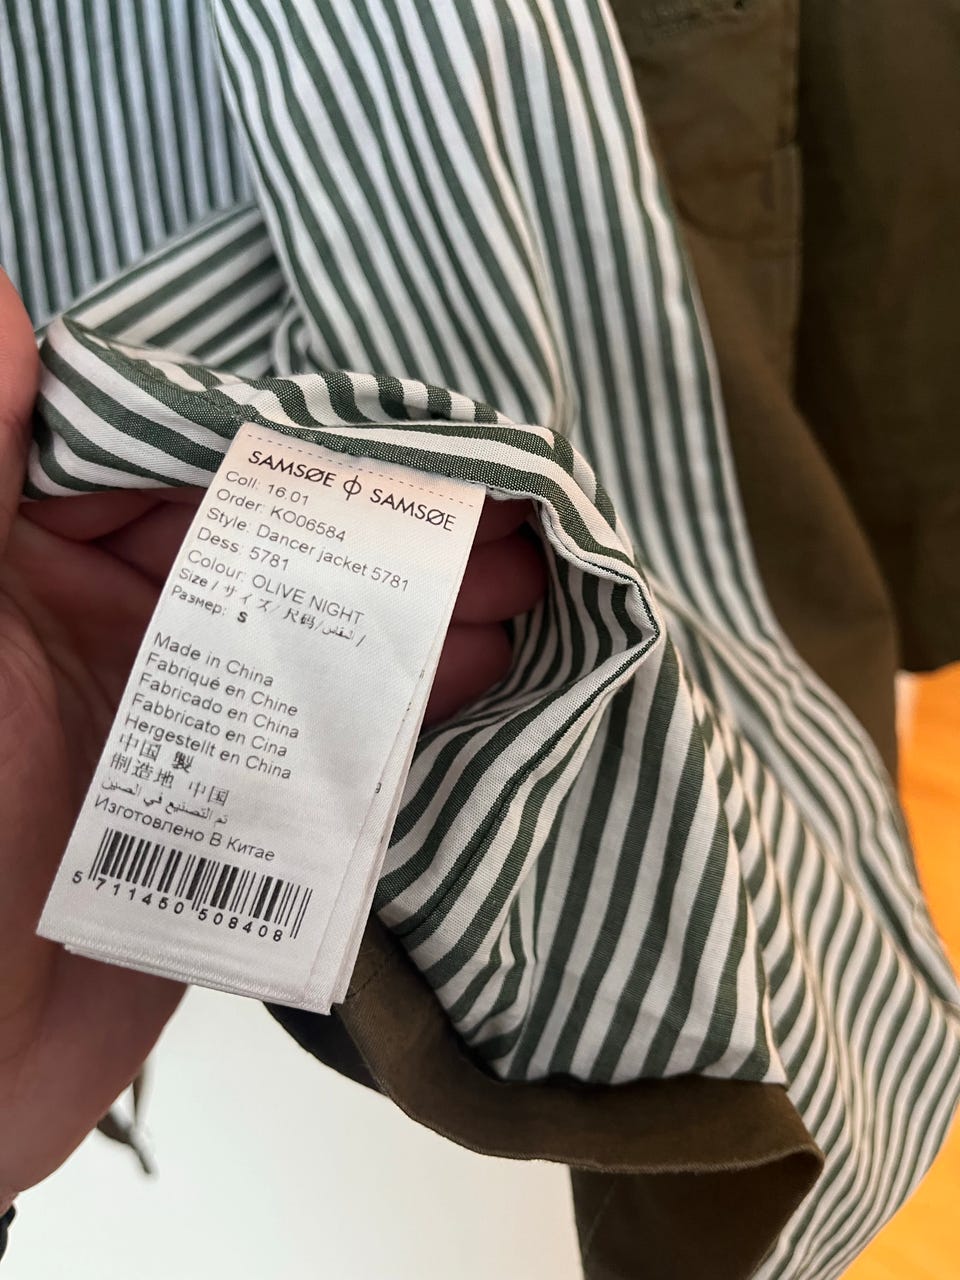 SAMSØE Φ SAMSØE
Coll: 16.01
Order: KO06584
Style: Dancer jacket 5781
Dess: 5781
Colour: OLIVE NIGHT
Size / サイズ/ 尺码/المقاس/
Размер: S
Made in China
Fabriqué en Chine
Fabricado en China
Fabbricato en Cina
Hergestellt en China
中国 製
制造地 中国
تم التصنيع في الصين
Изготовлено В Китае
5 711450 508408